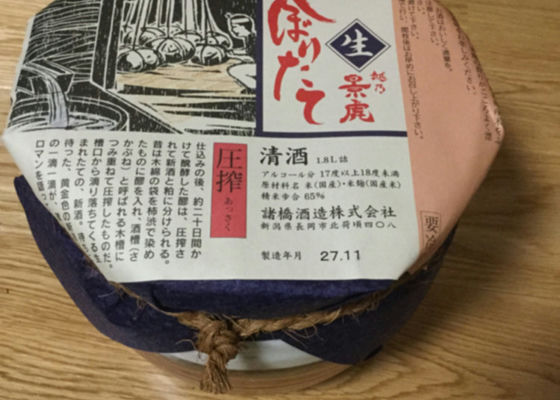 ぼりたて
生
越乃
景虎
清酒 1.8L詰
アルコール分 17度以上18度未満
原材料名 米(国産)・米麹(国産米)
精米歩合 65%
諸橋酒造株式会社
新潟県長岡市北荷頃四〇八
製造年月 27.11
圧搾
あっさく
仕込みの後、約二十日間か
けて醗酵した醪は、圧搾さ
れて新酒と粕に分けられる。
昔は木綿の袋を柿渋で染め
たものに醪を入れ、酒槽(さ
かぶね)と呼ばれる木槽に
つみ重ねて圧搾したものだ。
槽口から滴り落ちてくる生
まれたての、新酒。
待った、黄金色の
の一滴一滴が、
ロマンを
要冷